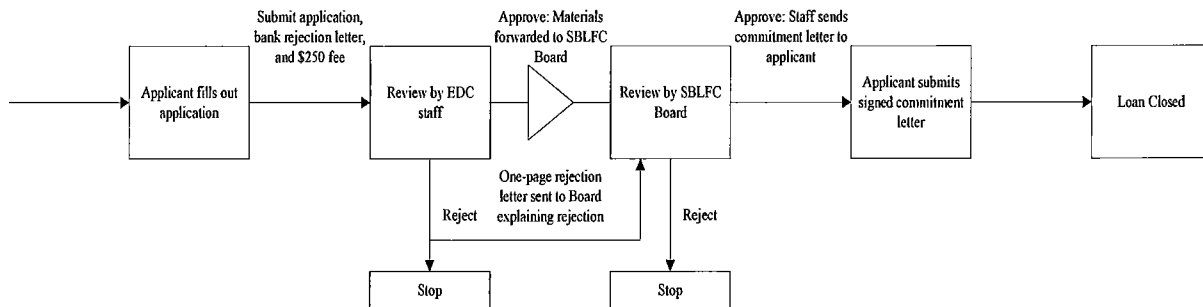 Submit application,
bank rejection letter,
and $250 fee
Approve: Materials
forwarded to SBLFC
Board
Approve: Staff sends
commitment letter to
applicant
Applicant fills out
application
Review by EDC
staff
Review by SBLFC
Board
Applicant submits
signed commitment
letter
Loan Closed
One-page rejection
letter sent to Board
explaining rejection
Reject
Reject
Stop
Stop